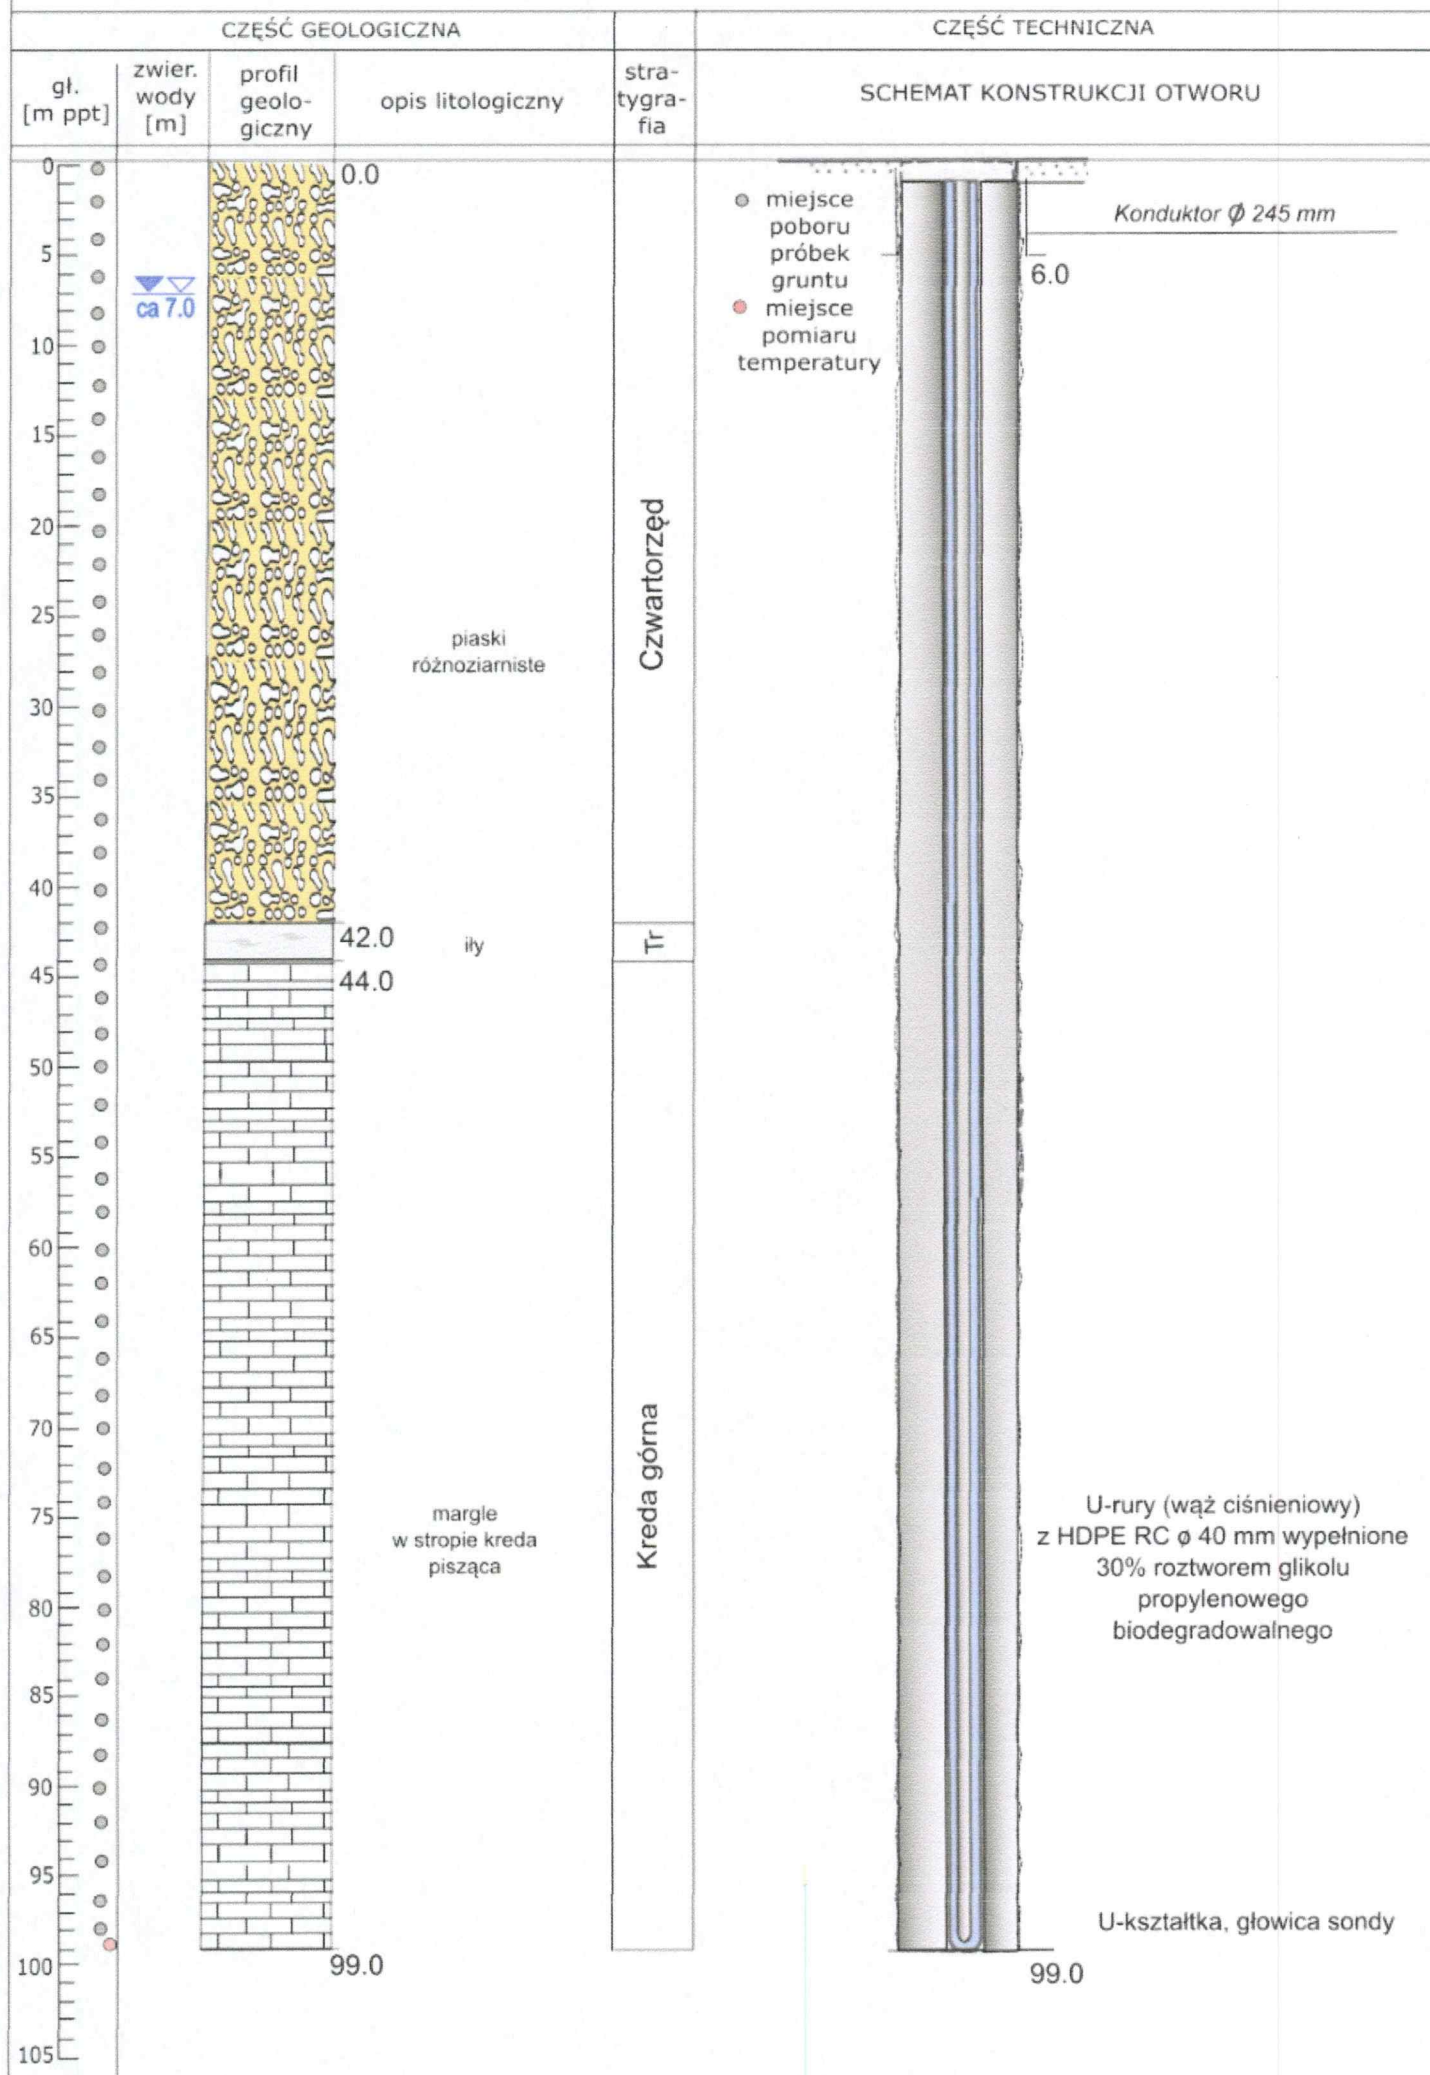 CZĘŚĆ GEOLOGICZNA
CZĘŚĆ TECHNICZNA
gł.
[m ppt]
zwier.
wody
[m]
profil
geolo-
giczny
opis litologiczny
stra-
tygra-
fia
SCHEMAT KONSTRUKCJI OTWORU
0
5
10
15
20
25
30
35
40
45
50
55
60
65
70
75
80
85
90
95
100
105
ca 7.0
0.0
42.0
44.0
99.0
piaski
różnoziarniste
iły
margle
w stropie kreda
pisząca
Czwartorzęd
Tr
Kreda górna
miejsce
poboru
próbek
gruntu
miejsce
pomiaru
temperatury
Konduktor Ø 245 mm
6.0
U-rury (wąż ciśnieniowy)
z HDPE RC φ 40 mm wypełnione
30% roztworem glikolu
propylenowego
biodegradowalnego
U-kształtka, głowica sondy
99.0